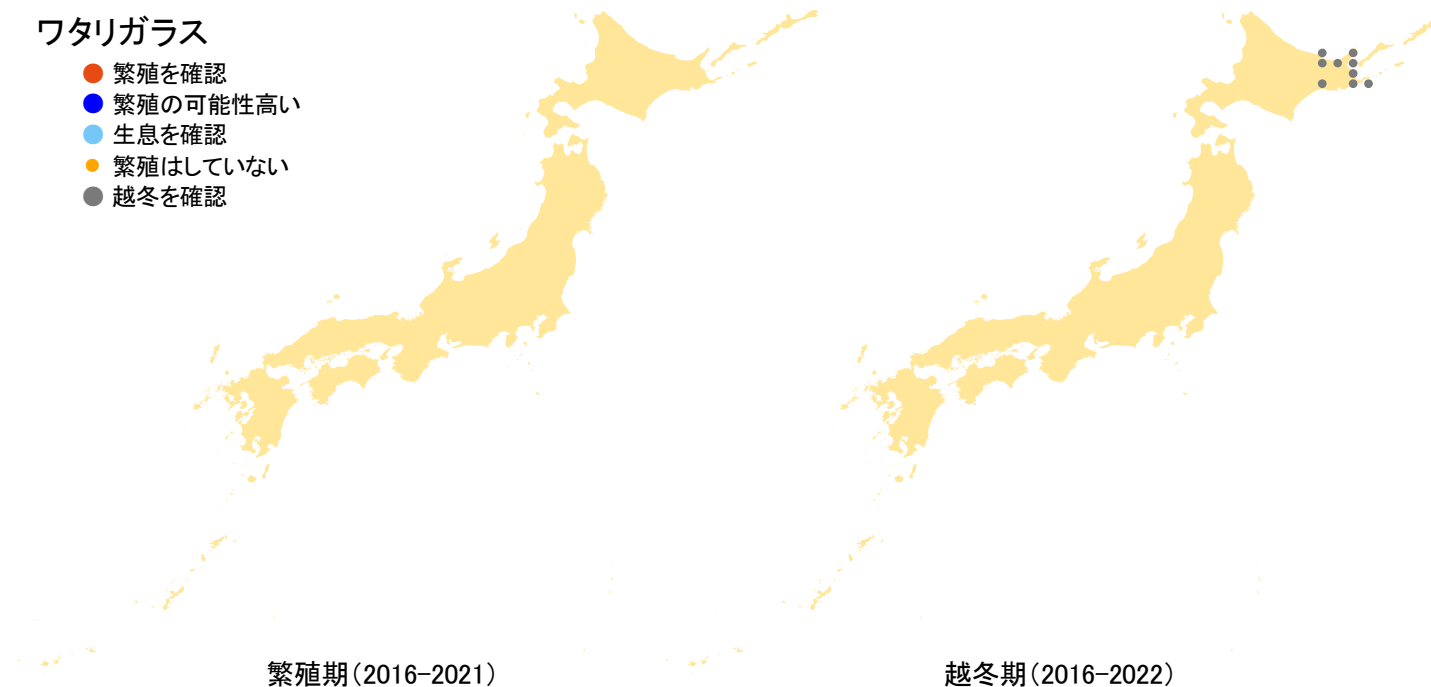 ワタリガラス
繁殖を確認
繁殖の可能性高い
生息を確認
繁殖はしていない
越冬を確認
繁殖期(2016-2021)
越冬期(2016-2022)